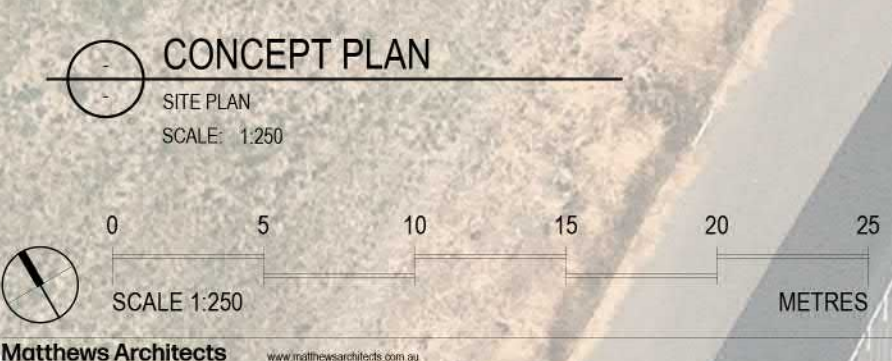 -
-
CONCEPT PLAN
SITE PLAN
SCALE: 1:250
0 5 10 15 20 25
SCALE 1:250 METRES
Matthews Architects www.matthewsarchitects.com.au